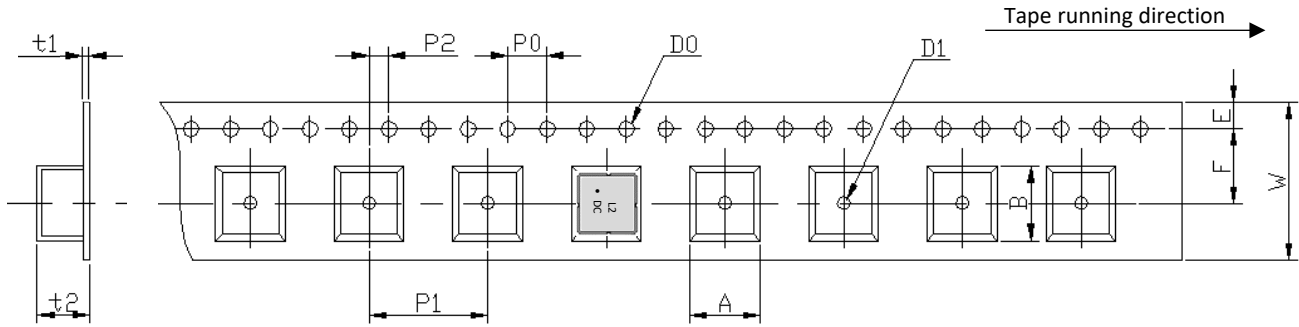 Tape running direction
t1
P2
P0
D0
D1
E
F
W
B
L2
DC
t2
P1
A